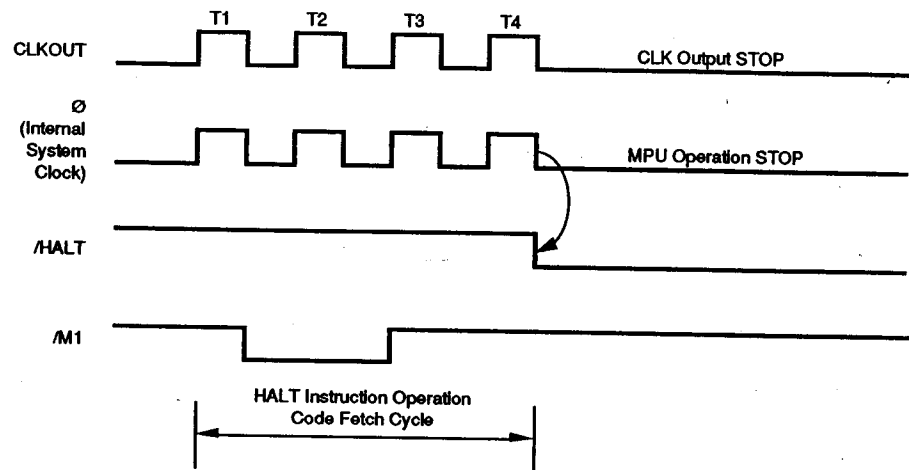 T1 T2 T3 T4
CLKOUT
CLK Output STOP
Ø
(Internal
System
Clock)
MPU Operation STOP
/HALT
/M1
HALT Instruction Operation
Code Fetch Cycle